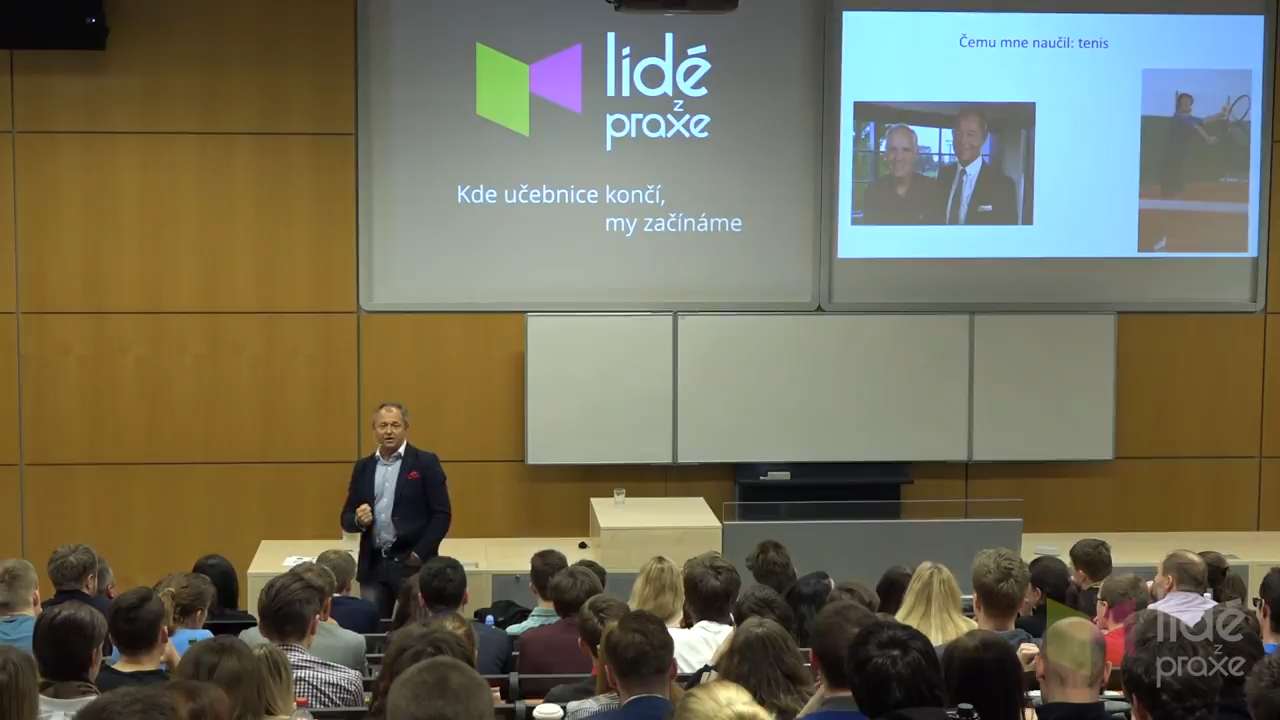 lidé
z
praxe
Kde učebnice končí,
my začínáme
Čemu mne naučil: tenis
lidé
z
praxe